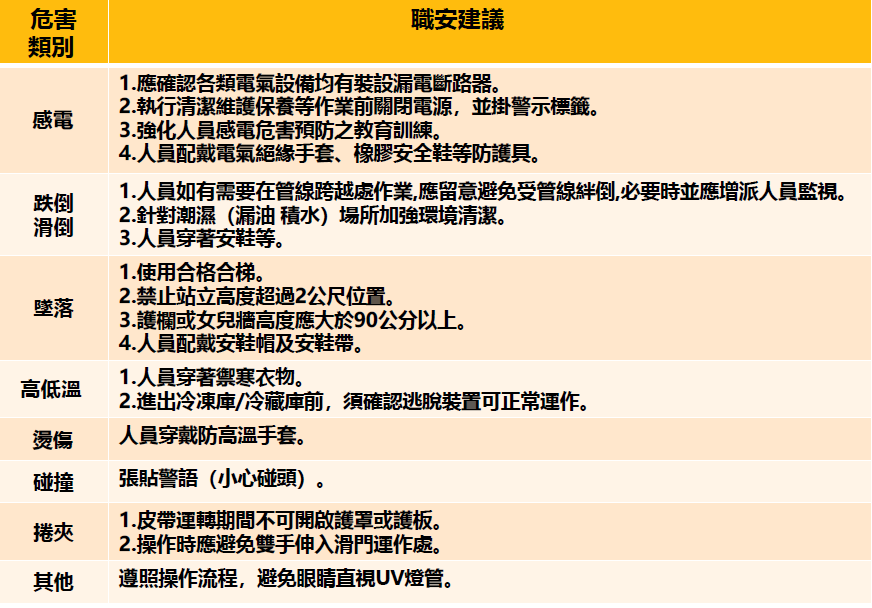 危害
類別
職安建議
感電
1.應確認各類電氣設備均有裝設漏電斷路器。
2.執行清潔維護保養等作業前關閉電源，並掛警示標籤。
3.強化人員感電危害預防之教育訓練。
4.人員配戴電氣絕緣手套、橡膠安全鞋等防護具。
跌倒
滑倒
1.人員如有需要在管線跨越處作業,應留意避免受管線絆倒,必要時並應增派人員監視。
2.針對潮濕（漏油 積水）場所加強環境清潔。
3.人員穿著安鞋等。
墜落
1.使用合格合梯。
2.禁止站立高度超過2公尺位置。
3.護欄或女兒牆高度應大於90公分以上。
4.人員配戴安鞋帽及安鞋帶。
高低溫
1.人員穿著禦寒衣物。
2.進出冷凍庫/冷藏庫前，須確認逃脫裝置可正常運作。
燙傷
人員穿戴防高溫手套。
碰撞
張貼警語（小心碰頭）。
捲夾
1.皮帶運轉期間不可開啟護罩或護板。
2.操作時應避免雙手伸入滑門運作處。
其他
遵照操作流程，避免眼睛直視UV燈管。